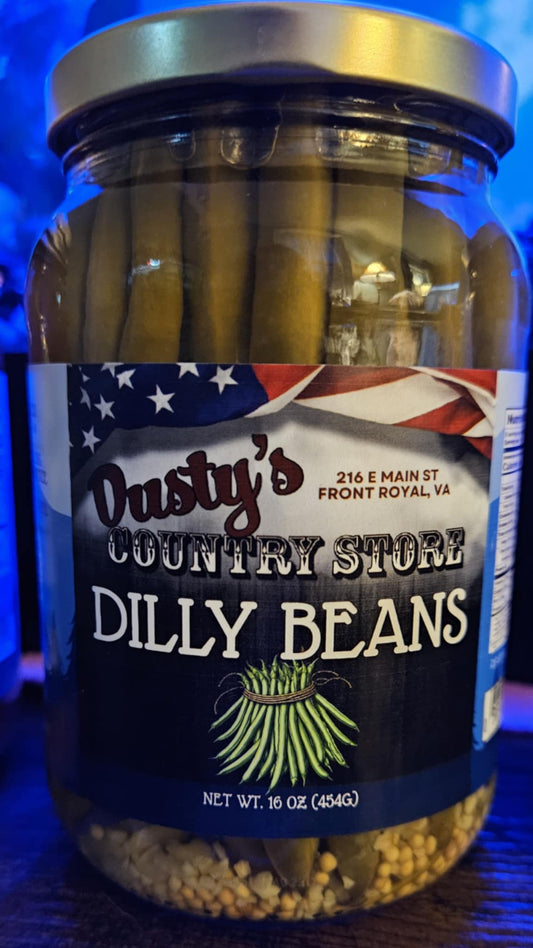 Dusty's
216 E MAIN ST
FRONT ROYAL, VA
COUNTRY STORE
DILLY BEANS
NET WT. 16 OZ (454G)